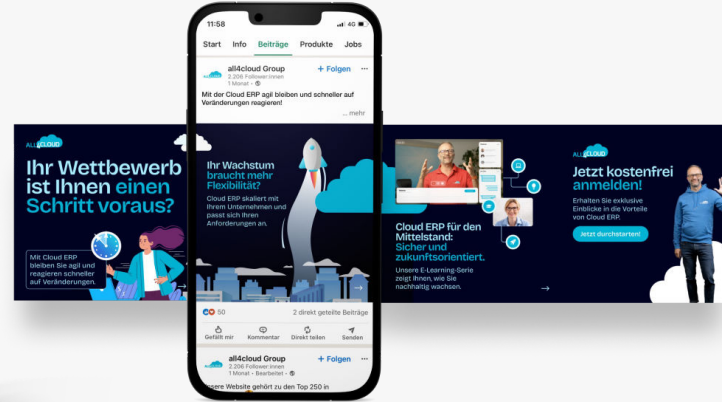 11:58
4G
Start Info Beiträge Produkte Jobs
all4cloud Group
+ Folgen
2.206 Follower:innen
1 Monat •
Mit der Cloud ERP agil bleiben und schneller auf
Veränderungen reagieren!
... mehr
ALL4CLOUD
Ihr Wettbewerb
ist Ihnen einen
Schritt voraus?
Mit Cloud ERP
bleiben Sie agil und
reagieren schneller
auf Veränderungen.
Ihr Wachstum
braucht mehr
Flexibilität?
Cloud ERP skaliert mit
Ihrem Unternehmen und
passt sich Ihren
Anforderungen an.
Cloud ERP für den
Mittelstand:
Sicher und
zukunftsorientiert.
Unsere E-Learning-Serie
zeigt Ihnen, wie Sie
nachhaltig wachsen.
ALL4CLOUD
Jetzt kostenfrei
anmelden!
Erhalten Sie exklusive
Einblicke in die Vorteile
von Cloud ERP.
Jetzt durchstarten!
50
2 direkt geteilte Beiträge
Gefällt mir Kommentar Direkt teilen Senden
all4cloud Group
+ Folgen
2.206 Follower:innen
1 Monat • Bearbeitet •
Unsere Website gehört zu den Top 250 in